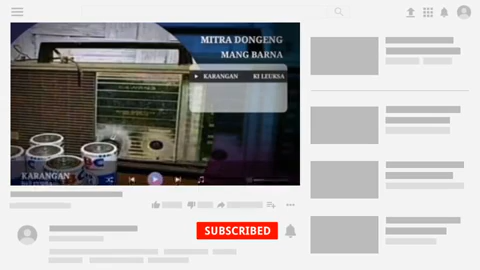 MITRA DONGENG
MANG BARNA
KARANGAN KI LEUKSA
KARANGAN
SUBSCRIBED